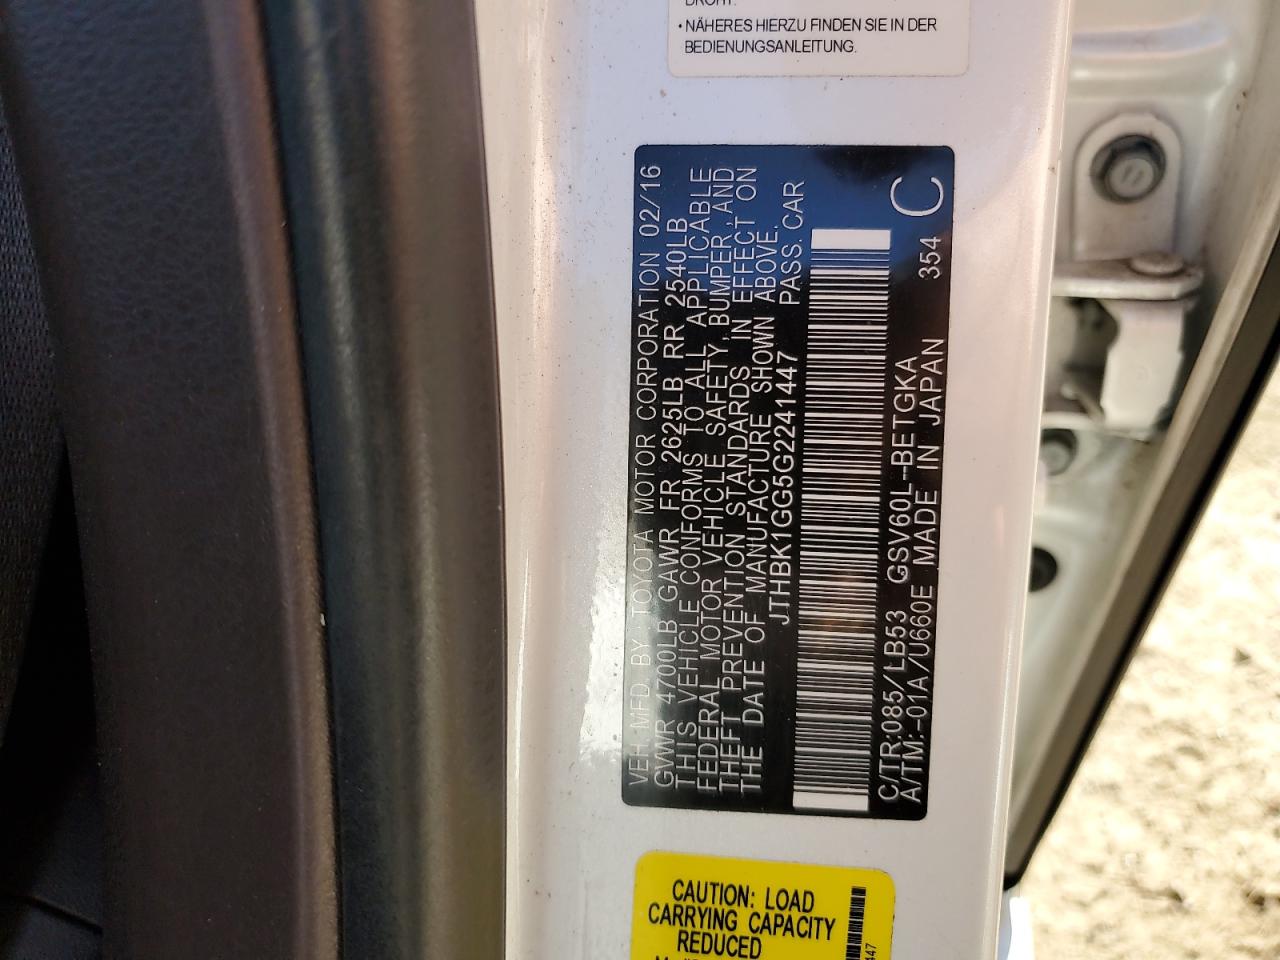 • NÄHERES HIERZU FINDEN SIE IN DER
BEDIENUNGSANLEITUNG.
VEH. MFD. BY: TOYOTA MOTOR CORPORATION 02/16
GVWR 4700LB GAWR FR 2625LB RR 2540LB
THIS VEHICLE CONFORMS TO ALL APPLICABLE
FEDERAL MOTOR VEHICLE SAFETY, BUMPER, AND
THEFT PREVENTION STANDARDS IN EFFECT ON
THE DATE OF MANUFACTURE SHOWN ABOVE.
JTHBK1GG5G2241447 PASS. CAR
C/TR:085/LB53 GSV60L-BETGKA 354 C
A/TM:-01A/U660E MADE IN JAPAN
CAUTION: LOAD
CARRYING CAPACITY
REDUCED
447